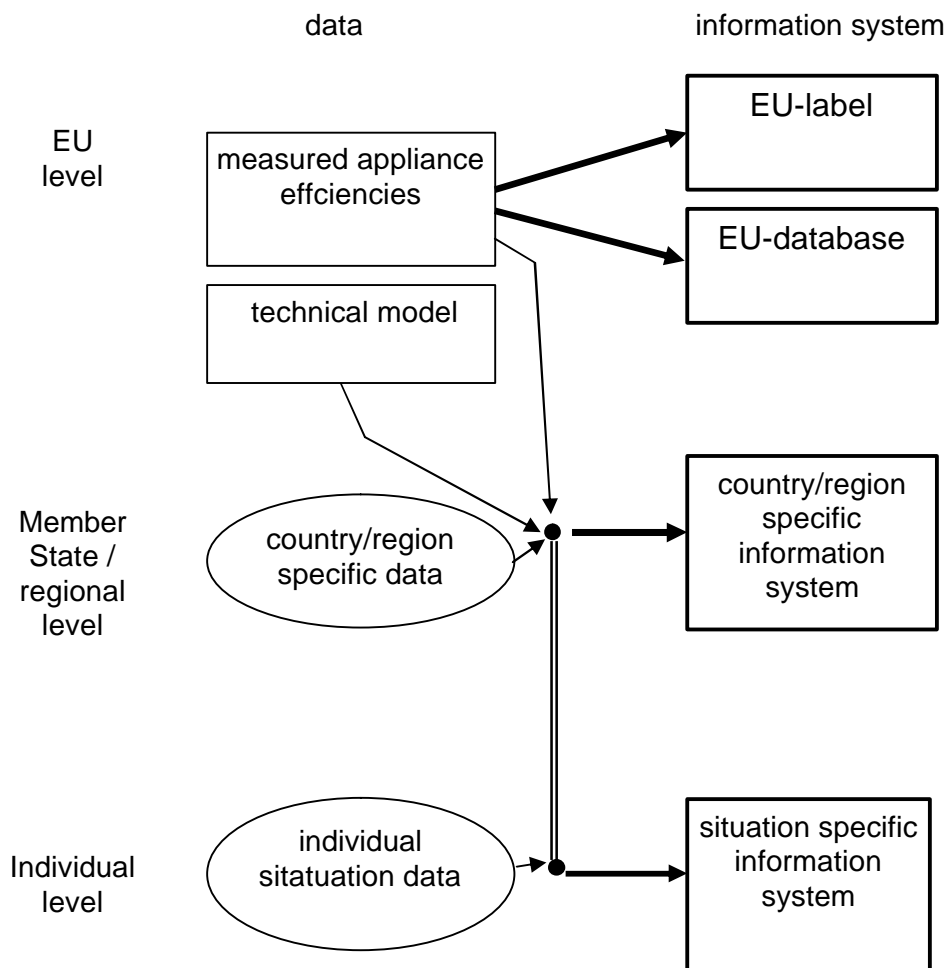 data
information system
EU
level
measured appliance
effciencies
EU-label
EU-database
technical model
Member
State /
regional
level
country/region
specific data
country/region
specific
information
system
Individual
level
individual
sitatuation data
situation specific
information
system